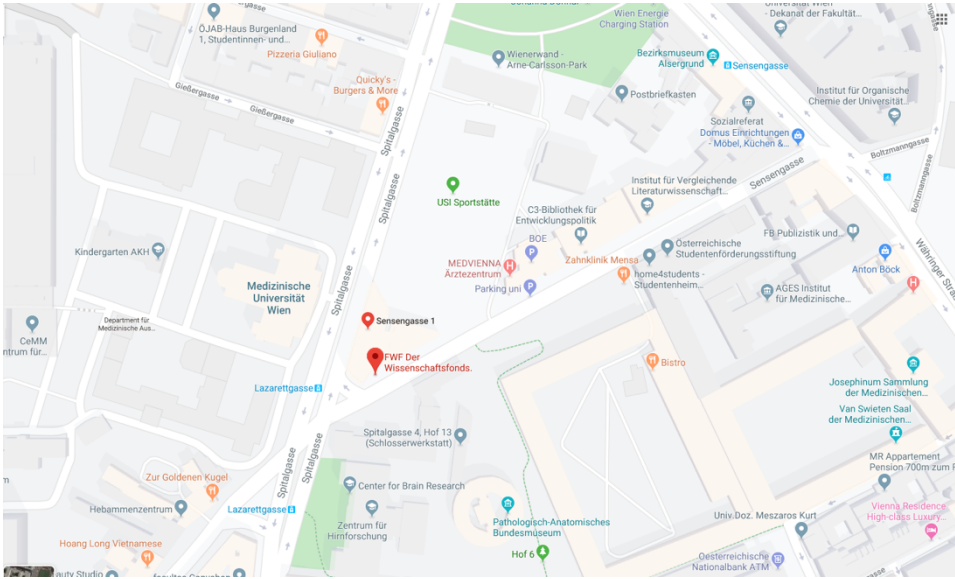 Wien Energie
Charging Station
- Dekanat der Fakultät...
ÖJAB-Haus Burgenland
1, Studentinnen- und...
Pizzeria Giuliano
Wienerwand -
Arne-Carlsson-Park
Bezirksmuseum
Alsergrund
Sensengasse
Quicky's -
Burgers & More
Gießergasse
Gießergasse
Spitalgasse
Postbriefkasten
Institut für Organische
Chemie der Universität...
Sozialreferat
Domus Einrichtungen
- Möbel, Küchen &...
Boltzmanngasse
Boltzmanngasse
Sensengasse
Spitalgasse
USI Sportstätte
Institut für Vergleichende
Literaturwissenschaft...
C3-Bibliothek für
Entwicklungspolitik
BOE
FB Publizistik und...
Währinger Straße
Kindergarten AKH
Österreichische
Studentenförderungsstiftung
Zahnklinik Mensa
MEDVIENNA
Ärztezentrum
home4students -
Studentenheim...
Anton Böck
Spitalgasse
Medizinische
Universität
Wien
Parking uni
AGES Institut
für Medizinische...
Department für
Medizinische Aus...
Sensengasse 1
CeMM
FWF Der
Wissenschaftsfonds.
Bistro
Lazarettgasse
Josephinum Sammlung
der Medizinischen...
Van Swieten Saal
der Medizinischen...
Spitalgasse 4, Hof 13
(Schlosserwerkstatt)
Spitalgasse
Spitalgasse
MR Appartement
Pension 700m zum
Zur Goldenen Kugel
Center for Brain Research
Hebammenzentrum
Lazarettgasse
Vienna Residence
High-class Luxury...
Zentrum für
Hirnforschung
Pathologisch-Anatomisches
Bundesmuseum
Univ.Doz. Meszaros Kurt
Hoang Long Vietnamese
Hof 6
Oesterreichische
Nationalbank ATM